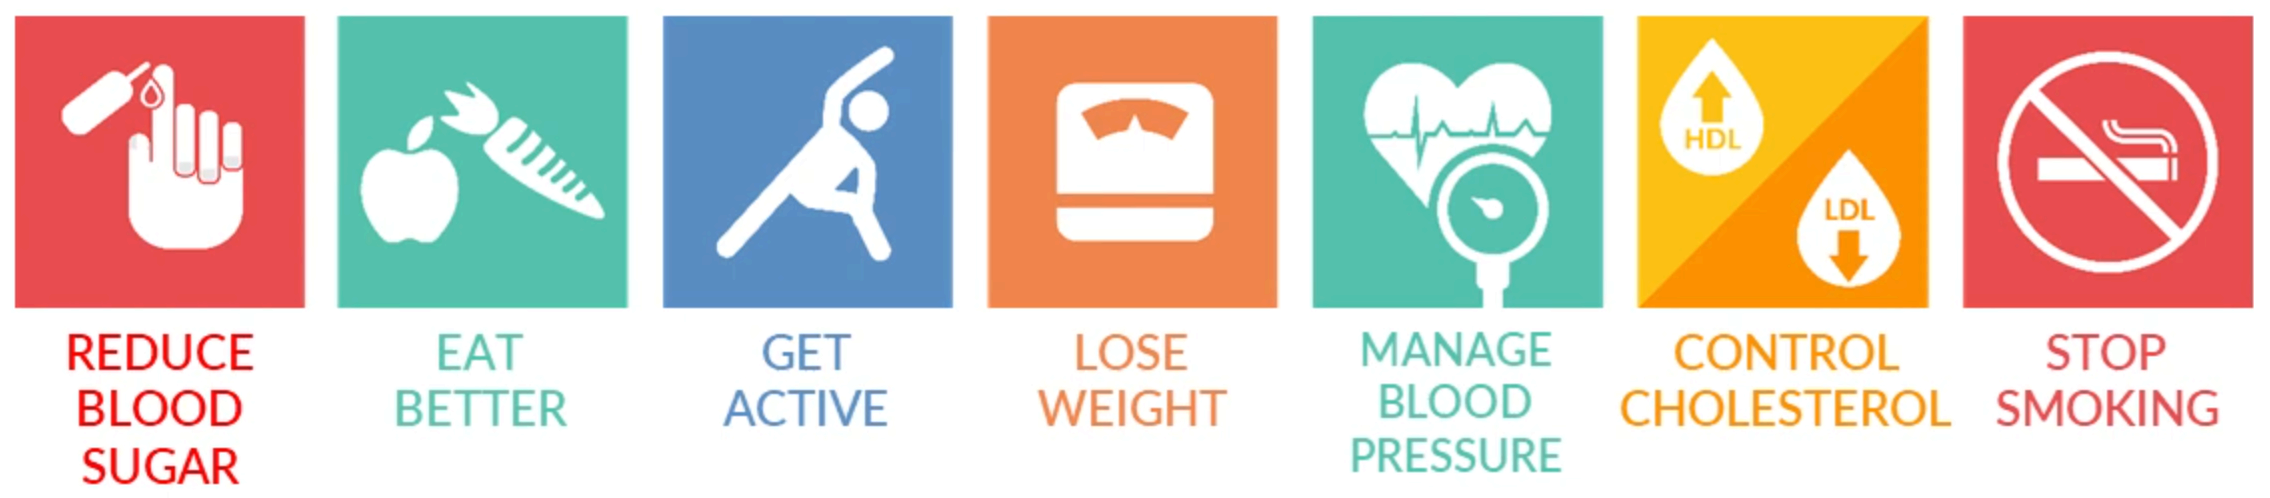 HDL
LDL
REDUCE
BLOOD
SUGAR
EAT
BETTER
GET
ACTIVE
LOSE
WEIGHT
MANAGE
BLOOD
PRESSURE
CONTROL
CHOLESTEROL
STOP
SMOKING